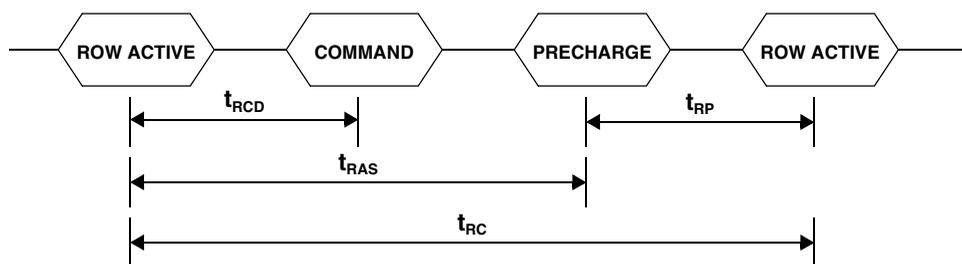 ROW ACTIVE COMMAND PRECHARGE ROW ACTIVE
tRCD tRP
tRAS
tRC